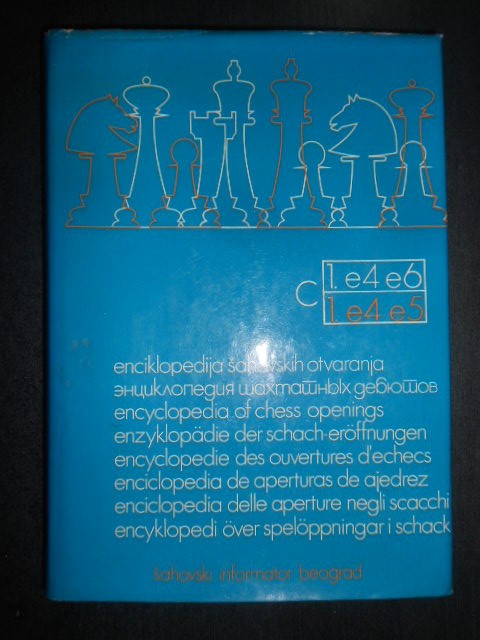 C
1. e4 e6
1. e4 e5
enciklopedija šahovskih otvaranja
энциклопедия шахматных дебютов
encyclopedia of chess openings
enzyklopädie der schach-eröffnungen
encyclopedie des ouvertures d'echecs
enciclopedia de aperturas de ajedrez
enciclopedia delle aperture negli scacchi
encyklopedi över spelöppningar i schack
šahovski informator beograd